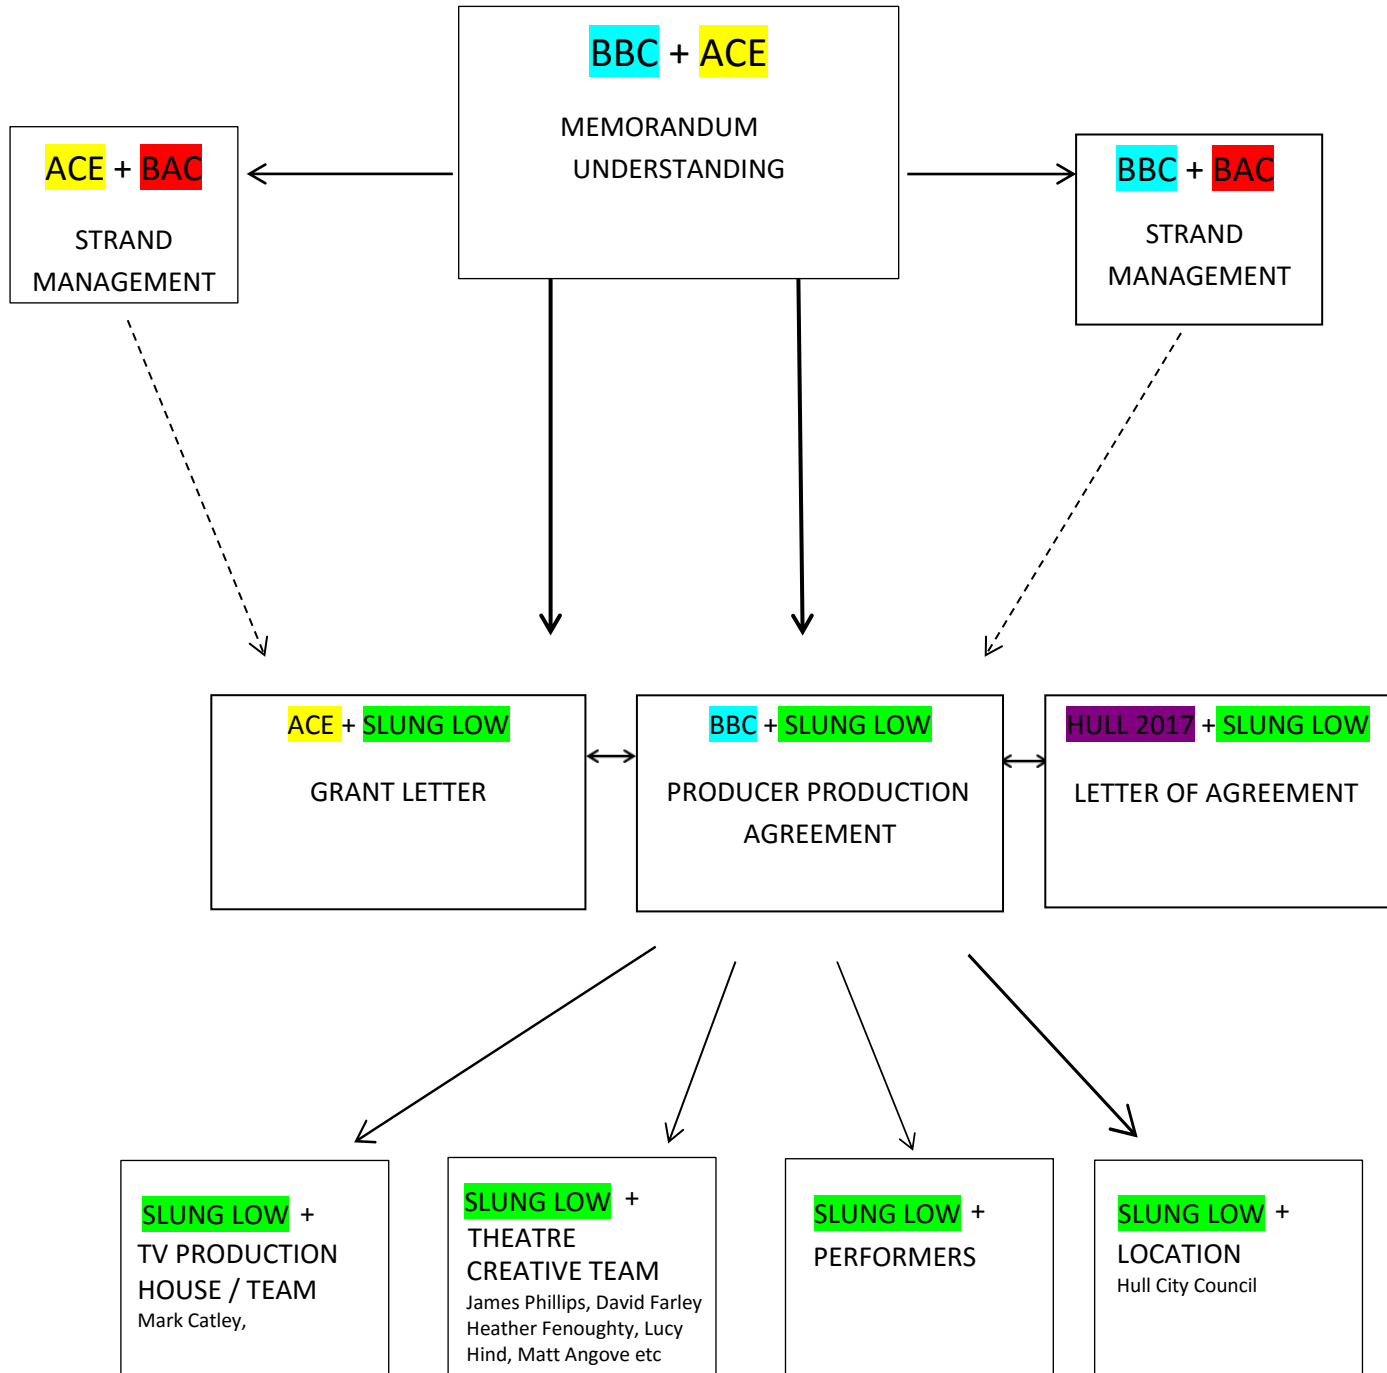 BBC + ACE
MEMORANDUM
UNDERSTANDING
ACE + BAC
STRAND
MANAGEMENT
BBC + BAC
STRAND
MANAGEMENT
ACE + SLUNG LOW
GRANT LETTER
BBC + SLUNG LOW
PRODUCER PRODUCTION
AGREEMENT
HULL 2017 + SLUNG LOW
LETTER OF AGREEMENT
SLUNG LOW +
TV PRODUCTION
HOUSE / TEAM
Mark Catley,
SLUNG LOW +
THEATRE
CREATIVE TEAM
James Phillips, David Farley
Heather Fenoughty, Lucy
Hind, Matt Angove etc
SLUNG LOW +
PERFORMERS
SLUNG LOW +
LOCATION
Hull City Council